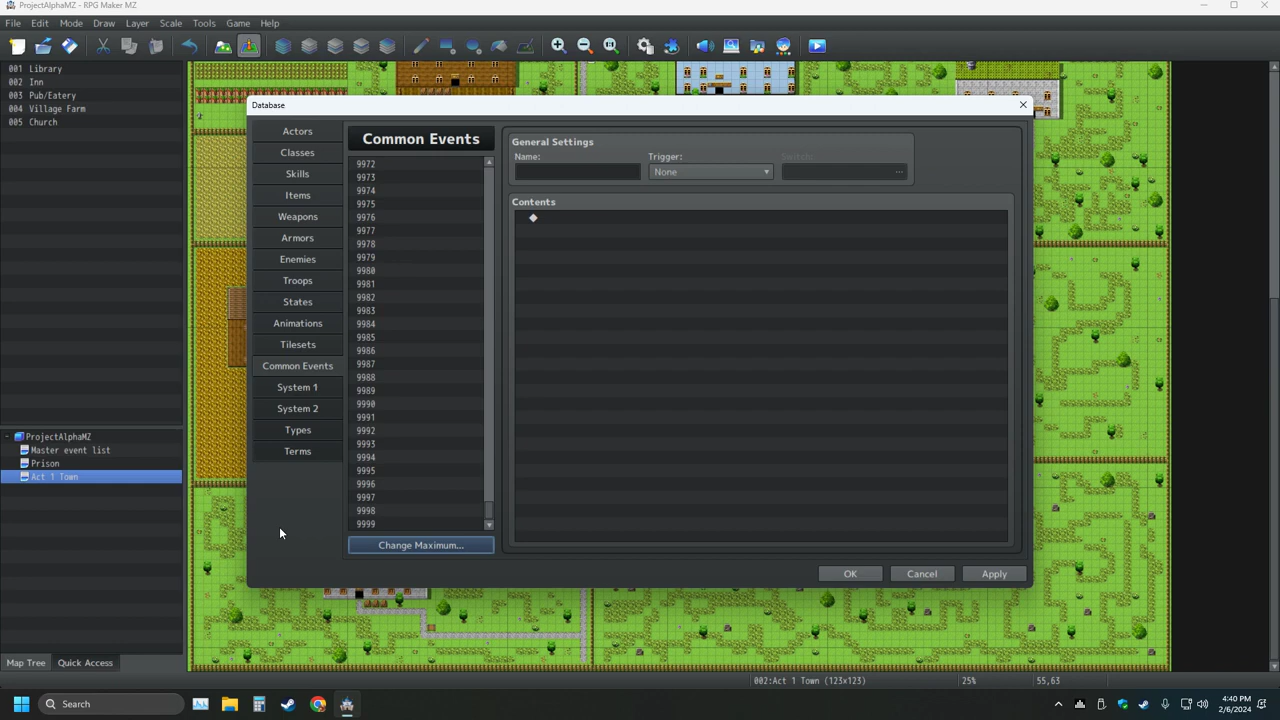 ProjectAlphaMZ - RPG Maker MZ
File Edit Mode Draw Layer Scale Tools Game Help
001 Library
002 Inn
003 Pub/Eatery
004 Village Farm
005 Church
Database
Actors
Classes
Skills
Items
Weapons
Armors
Enemies
Troops
States
Animations
Tilesets
Common Events
System 1
System 2
Types
Terms
Common Events
9972
9973
9974
9975
9976
9977
9978
9979
9980
9981
9982
9983
9984
9985
9986
9987
9988
9989
9990
9991
9992
9993
9994
9995
9996
9997
9998
9999
Change Maximum...
General Settings
Name: Trigger: Switch:
None ...
Contents
OK Cancel Apply
ProjectAlphaMZ
Master event list
Prison
Act 1 Town
Map Tree Quick Access
002:Act 1 Town (123x123) 25% 55,63
Search
4:40 PM
2/6/2024